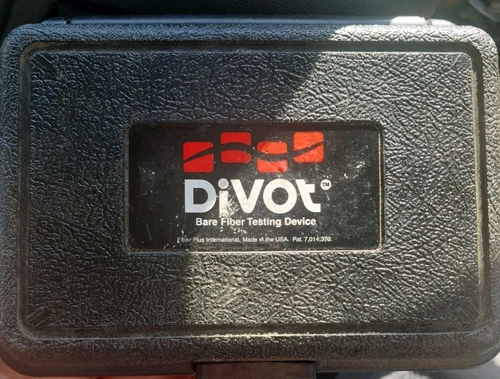 DiVOt™
Bare Fiber Testing Device
Fiber Plus International, Made in the USA. Pat. 7,014,370.